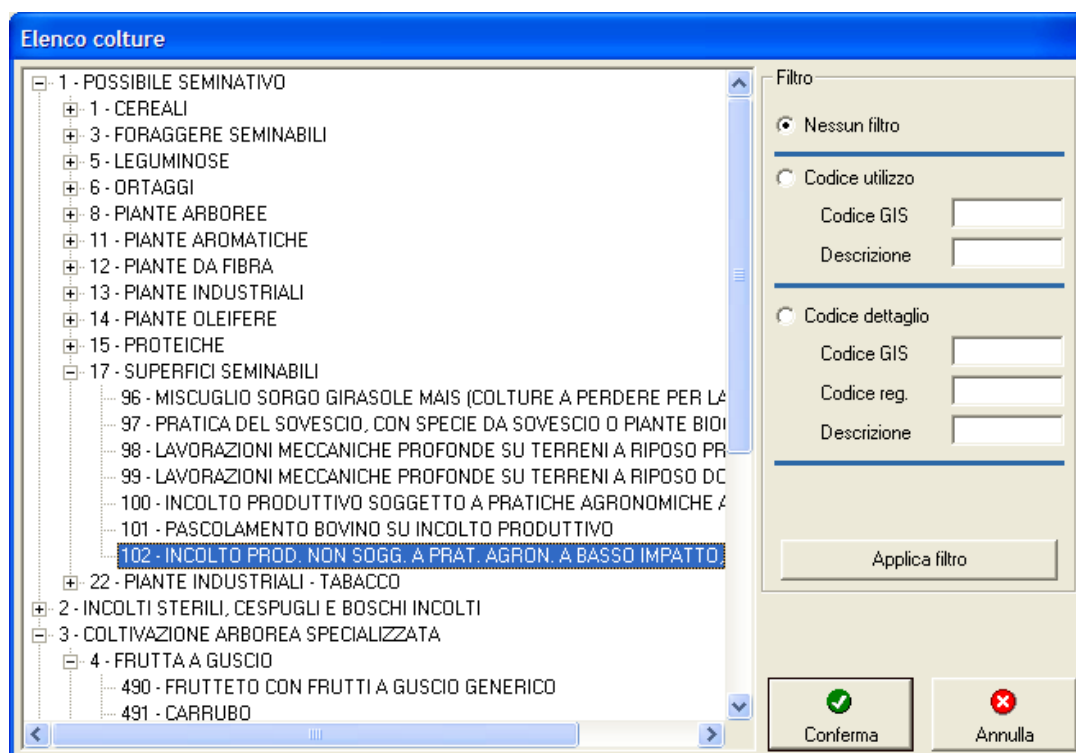 Elenco colture
1 - POSSIBILE SEMINATIVO
1 - CEREALI
3 - FORAGGERE SEMINABILI
5 - LEGUMINOSE
6 - ORTAGGI
8 - PIANTE ARBOREE
11 - PIANTE AROMATICHE
12 - PIANTE DA FIBRA
13 - PIANTE INDUSTRIALI
14 - PIANTE OLEIFERE
15 - PROTEICHE
17 - SUPERFICI SEMINABILI
96 - MISCUGLIO SORGO GIRASOLE MAIS (COLTURE A PERDERE PER LA
97 - PRATICA DEL SOVESCIO, CON SPECIE DA SOVESCIO O PIANTE BIO
98 - LAVORAZIONI MECCANICHE PROFONDE SU TERRENI A RIPOSO PR
99 - LAVORAZIONI MECCANICHE PROFONDE SU TERRENI A RIPOSO DO
100 - INCOLTO PRODUTTIVO SOGGETTO A PRATICHE AGRONOMICHE A
101 - PASCOLAMENTO BOVINO SU INCOLTO PRODUTTIVO
102 - INCOLTO PROD. NON SOGG. A PRAT. AGRON. A BASSO IMPATTO,
22 - PIANTE INDUSTRIALI - TABACCO
2 - INCOLTI STERILI, CESPUGLI E BOSCHI INCOLTI
3 - COLTIVAZIONE ARBOREA SPECIALIZZATA
4 - FRUTTA A GUSCIO
490 - FRUTTETO CON FRUTTI A GUSCIO GENERICO
491 - CARRUBO
Filtro
Nessun filtro
Codice utilizzo
Codice GIS
Descrizione
Codice dettaglio
Codice GIS
Codice reg.
Descrizione
Applica filtro
Conferma
Annulla